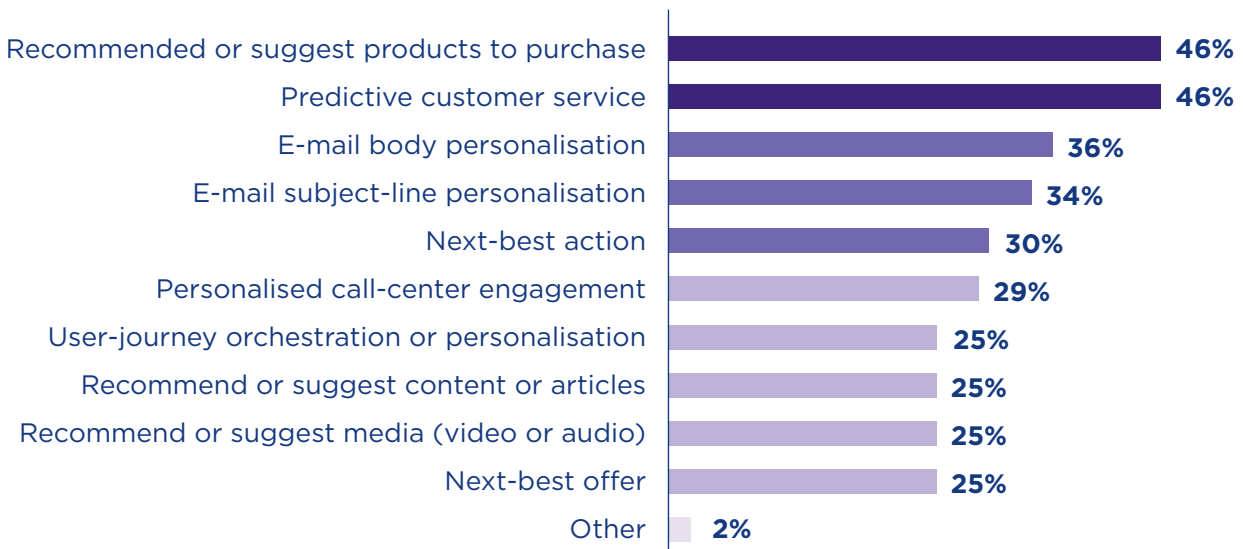 Recommended or suggest products to purchase 46%
Predictive customer service 46%
E-mail body personalisation 36%
E-mail subject-line personalisation 34%
Next-best action 30%
Personalised call-center engagement 29%
User-journey orchestration or personalisation 25%
Recommend or suggest content or articles 25%
Recommend or suggest media (video or audio) 25%
Next-best offer 25%
Other 2%